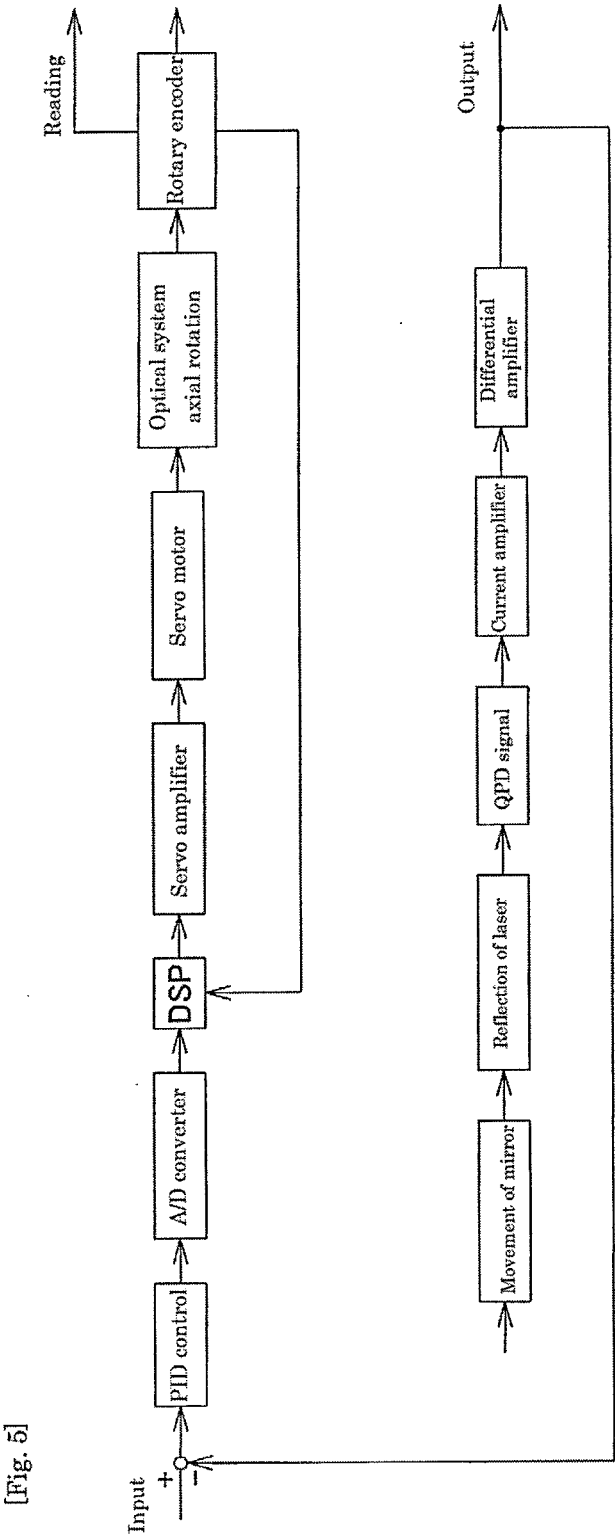 [Fig. 5]
Input
+
−
PID control
A/D converter
DSP
Servo amplifier
Servo motor
Optical system
axial rotation
Rotary encoder
Reading
Movement of mirror
Reflection of laser
QPD signal
Current amplifier
Differential
amplifier
Output